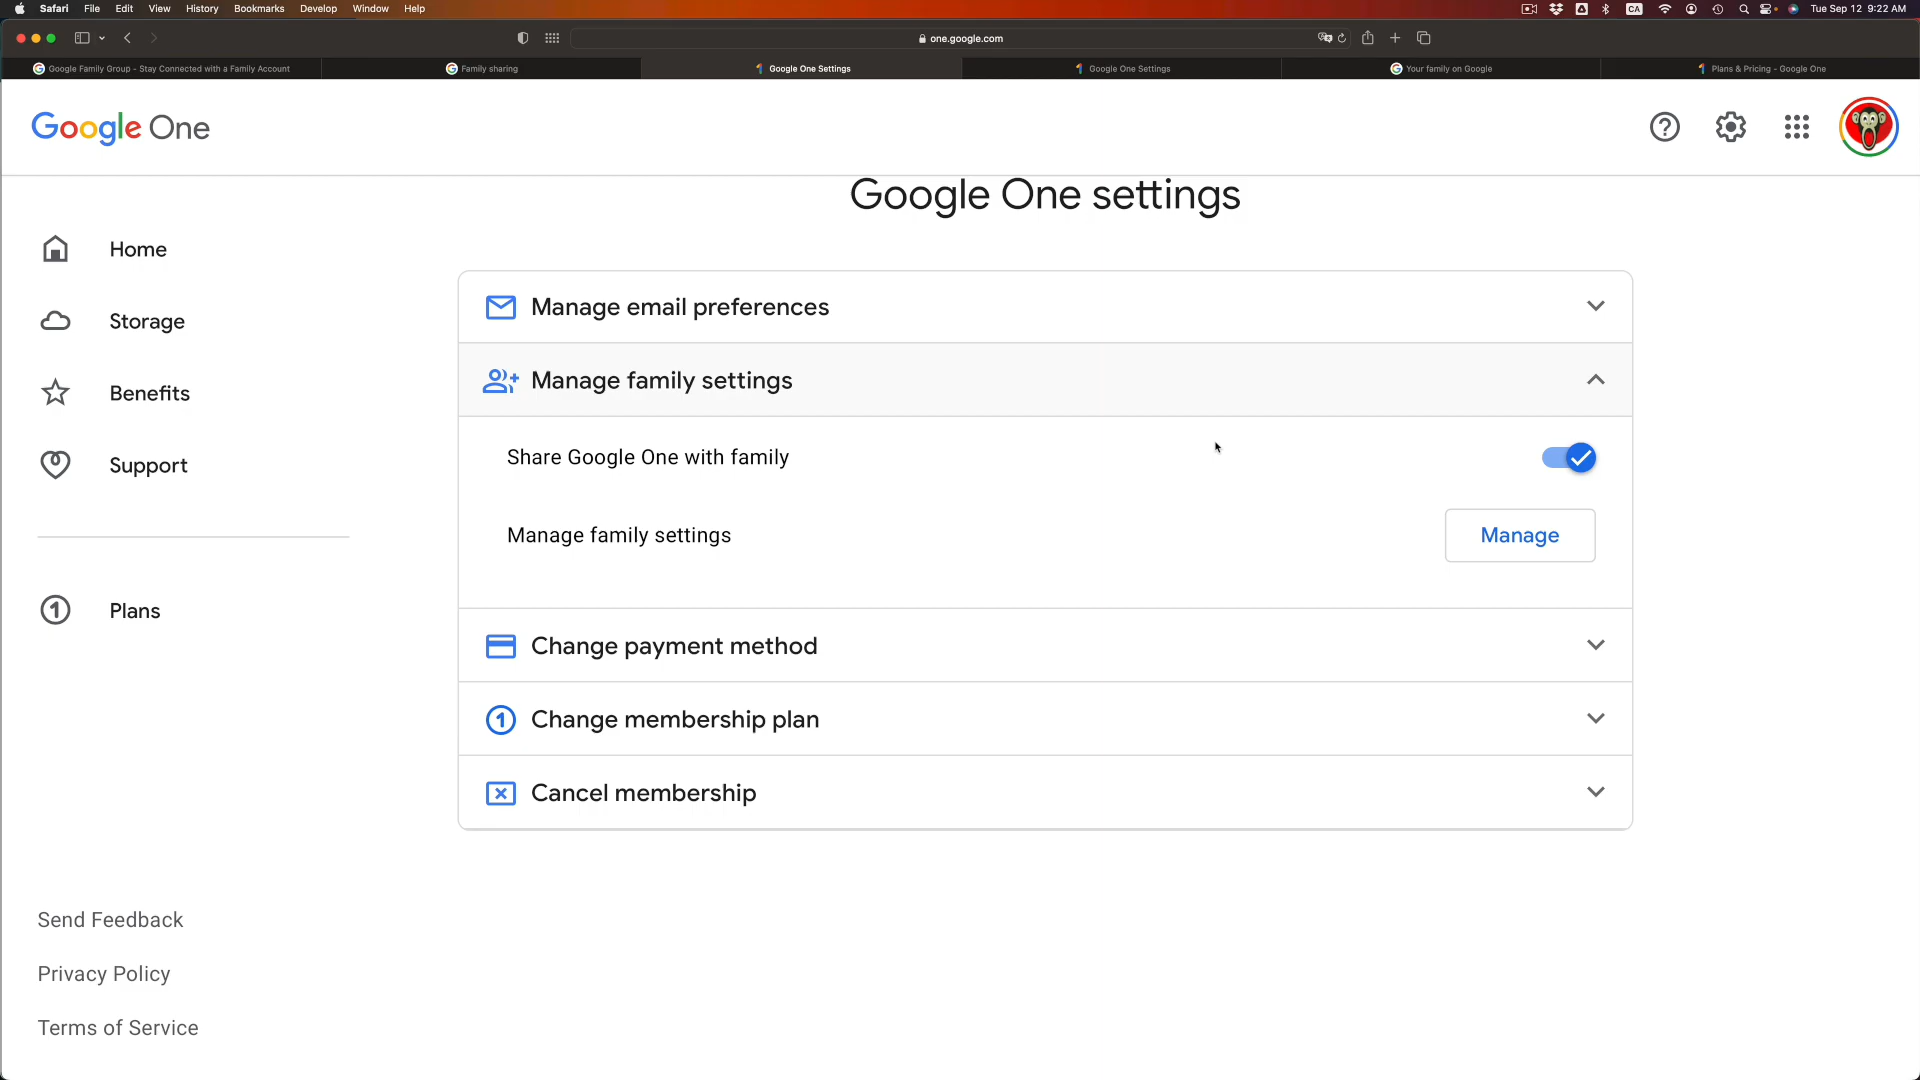 Safari File Edit View History Bookmarks Develop Window Help CA Tue Sep 12 9:22 AM
one.google.com
Google Family Group - Stay Connected with a Family Account Family sharing Google One Settings Google One Settings Your family on Google Plans & Pricing - Google One
Google One
Google One settings
Home
Storage
Benefits
Support
Plans
Manage email preferences
Manage family settings
Share Google One with family
Manage family settings Manage
Change payment method
Change membership plan
Cancel membership
Send Feedback
Privacy Policy
Terms of Service